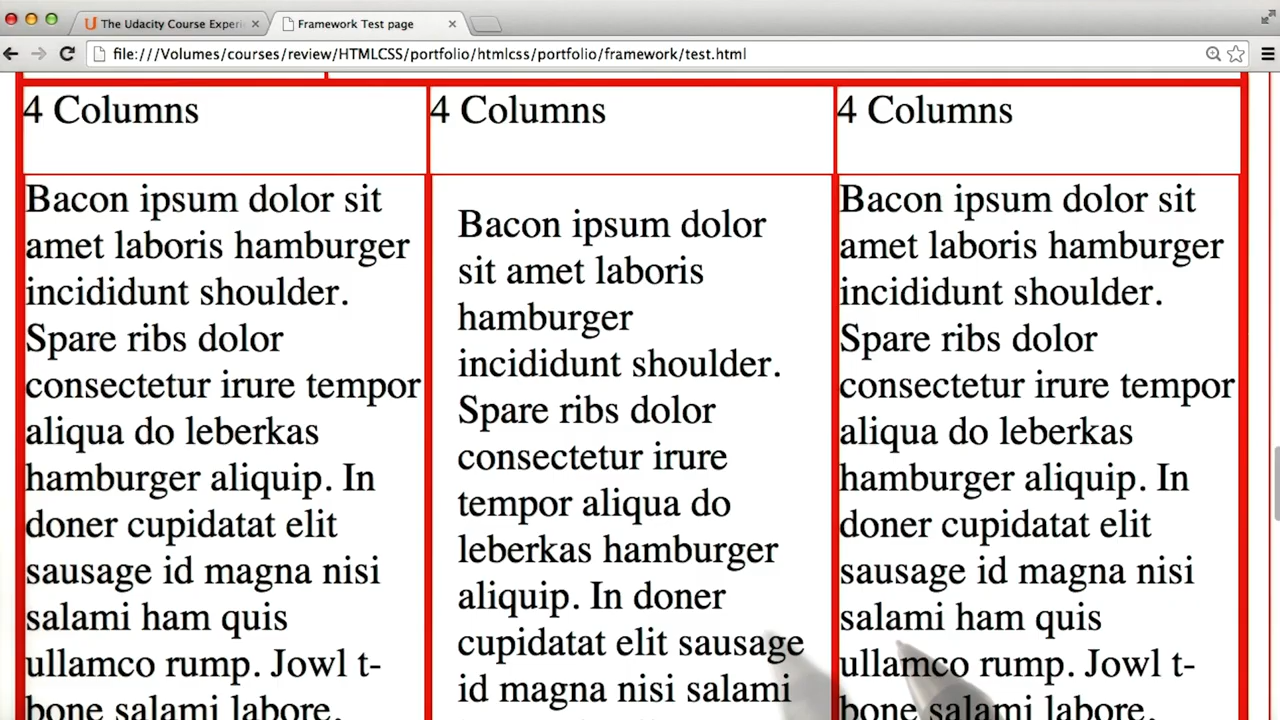 The Udacity Course Experi
Framework Test page
file:///Volumes/courses/review/HTMLCSS/portfolio/htmlcss/portfolio/framework/test.html
4 Columns
4 Columns
4 Columns
Bacon ipsum dolor sit
amet laboris hamburger
incididunt shoulder.
Spare ribs dolor
consectetur irure tempor
aliqua do leberkas
hamburger aliquip. In
doner cupidatat elit
sausage id magna nisi
salami ham quis
ullamco rump. Jowl t-
bone salami labore.
Bacon ipsum dolor
sit amet laboris
hamburger
incididunt shoulder.
Spare ribs dolor
consectetur irure
tempor aliqua do
leberkas hamburger
aliquip. In doner
cupidatat elit sausage
id magna nisi salami
Bacon ipsum dolor sit
amet laboris hamburger
incididunt shoulder.
Spare ribs dolor
consectetur irure tempor
aliqua do leberkas
hamburger aliquip. In
doner cupidatat elit
sausage id magna nisi
salami ham quis
ullamco rump. Jowl t-
bone salami labore.